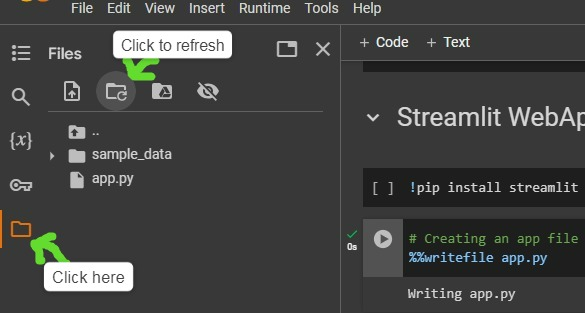 File Edit View Insert Runtime Tools Help
Click to refresh
Files
+ Code + Text
..
sample_data
app.py
{x}
Click here
Streamlit WebAp
[ ] !pip install streamlit
0s
# Creating an app file
%%writefile app.py
Writing app.py